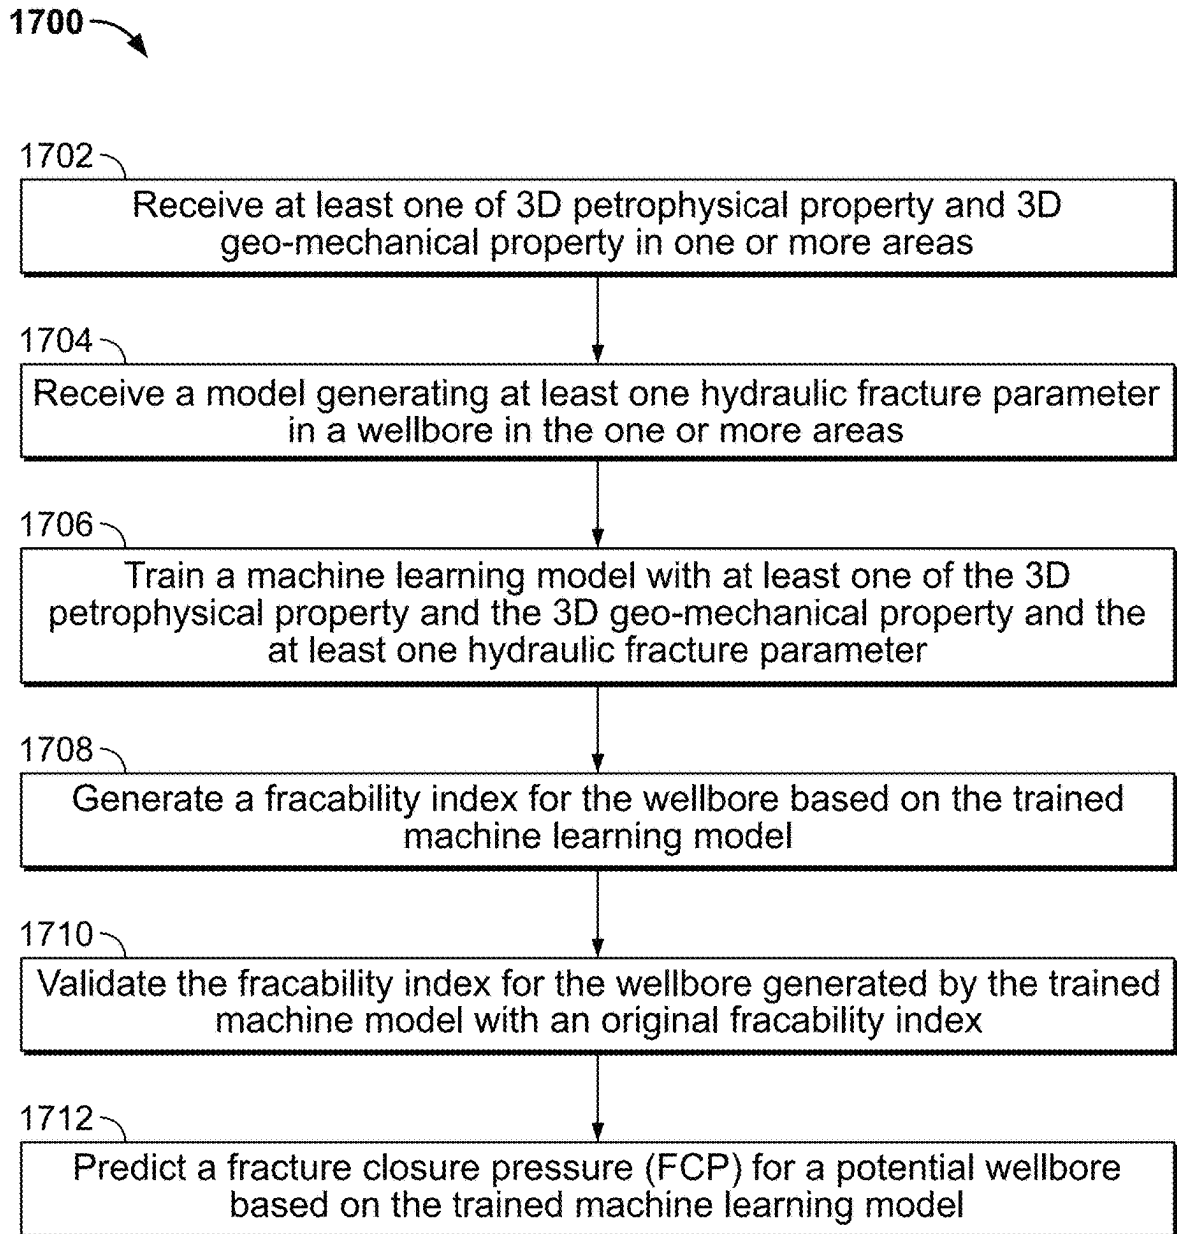 1700
1702
Receive at least one of 3D petrophysical property and 3D
geo-mechanical property in one or more areas
1704
Receive a model generating at least one hydraulic fracture parameter
in a wellbore in the one or more areas
1706
Train a machine learning model with at least one of the 3D
petrophysical property and the 3D geo-mechanical property and the
at least one hydraulic fracture parameter
1708
Generate a fracability index for the wellbore based on the trained
machine learning model
1710
Validate the fracability index for the wellbore generated by the trained
machine model with an original fracability index
1712
Predict a fracture closure pressure (FCP) for a potential wellbore
based on the trained machine learning model